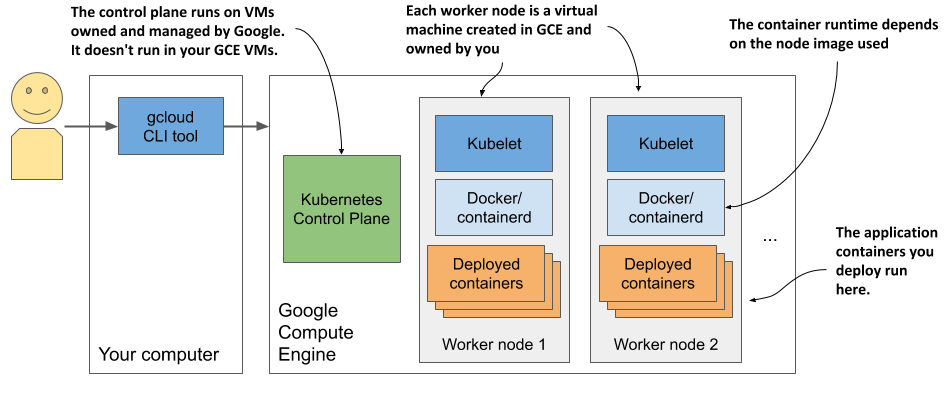 The control plane runs on VMs
owned and managed by Google.
It doesn't run in your GCE VMs.
Each worker node is a virtual
machine created in GCE and
owned by you
The container runtime depends
on the node image used
gcloud
CLI tool
Your computer
Kubernetes
Control Plane
Google
Compute
Engine
Kubelet
Docker/
containerd
Deployed
containers
Worker node 1
Kubelet
Docker/
containerd
Deployed
containers
Worker node 2
...
The application
containers you
deploy run
here.